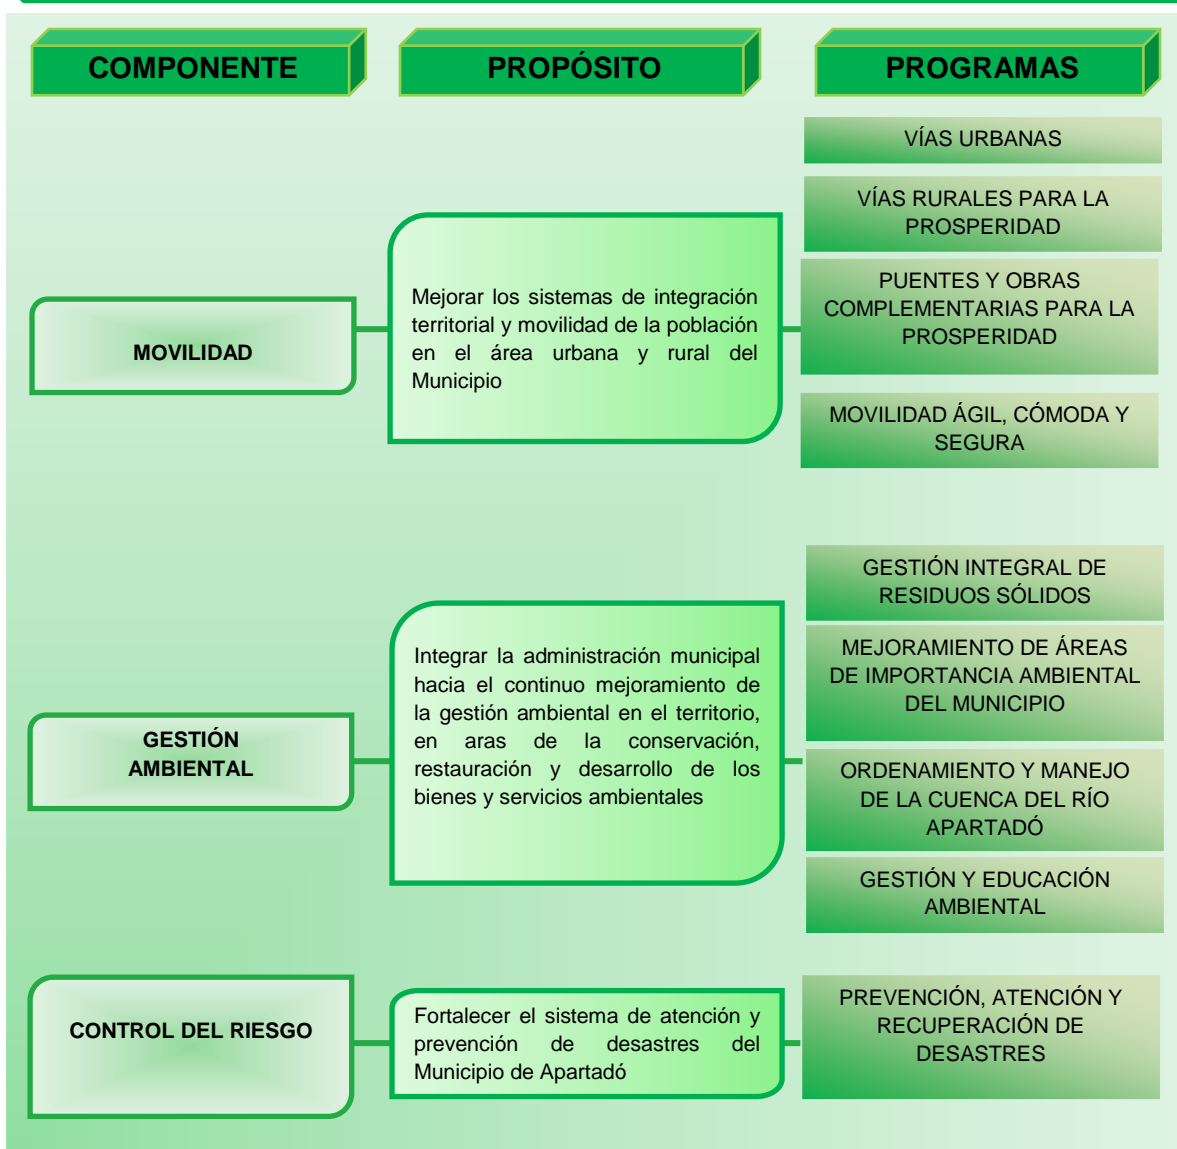 COMPONENTE
PROPÓSITO
PROGRAMAS
MOVILIDAD
Mejorar los sistemas de integración
territorial y movilidad de la población
en el área urbana y rural del
Municipio
VÍAS URBANAS
VÍAS RURALES PARA LA
PROSPERIDAD
PUENTES Y OBRAS
COMPLEMENTARIAS PARA LA
PROSPERIDAD
MOVILIDAD ÁGIL, CÓMODA Y
SEGURA
GESTIÓN
AMBIENTAL
Integrar la administración municipal
hacia el continuo mejoramiento de
la gestión ambiental en el territorio,
en aras de la conservación,
restauración y desarrollo de los
bienes y servicios ambientales
GESTIÓN INTEGRAL DE
RESIDUOS SÓLIDOS
MEJORAMIENTO DE ÁREAS
DE IMPORTANCIA AMBIENTAL
DEL MUNICIPIO
ORDENAMIENTO Y MANEJO
DE LA CUENCA DEL RÍO
APARTADÓ
GESTIÓN Y EDUCACIÓN
AMBIENTAL
CONTROL DEL RIESGO
Fortalecer el sistema de atención y
prevención de desastres del
Municipio de Apartadó
PREVENCIÓN, ATENCIÓN Y
RECUPERACIÓN DE
DESASTRES